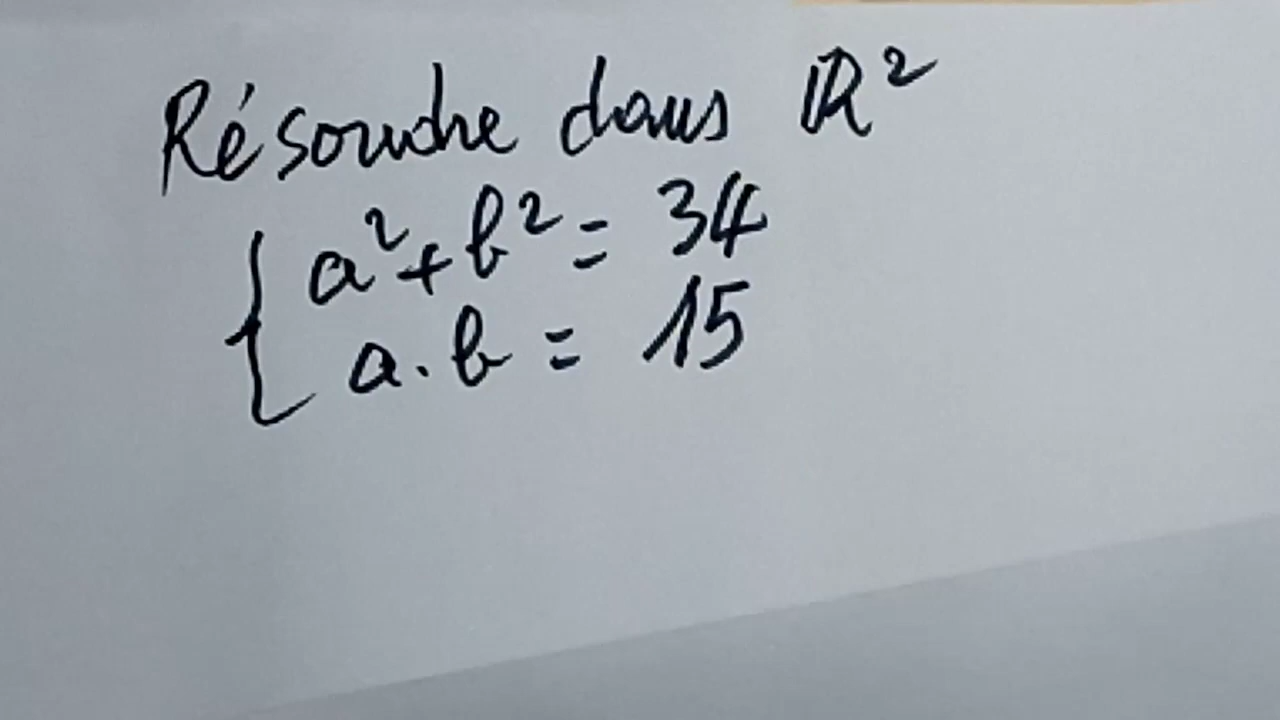 Résoudre dans ℝ²
{ a² + b² = 34
a . b = 15